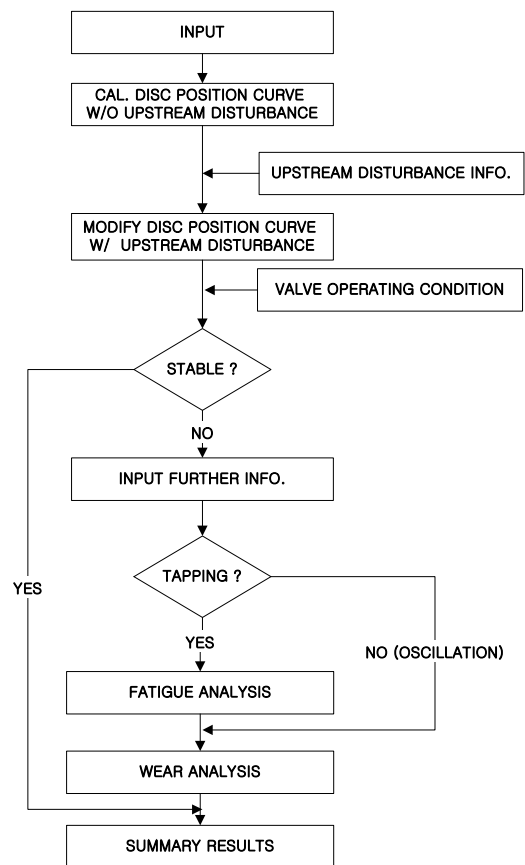 INPUT
CAL. DISC POSITION CURVE
W/O UPSTREAM DISTURBANCE
UPSTREAM DISTURBANCE INFO.
MODIFY DISC POSITION CURVE
W/ UPSTREAM DISTURBANCE
VALVE OPERATING CONDITION
STABLE ?
NO
INPUT FURTHER INFO.
TAPPING ?
YES
YES
NO (OSCILLATION)
FATIGUE ANALYSIS
WEAR ANALYSIS
SUMMARY RESULTS